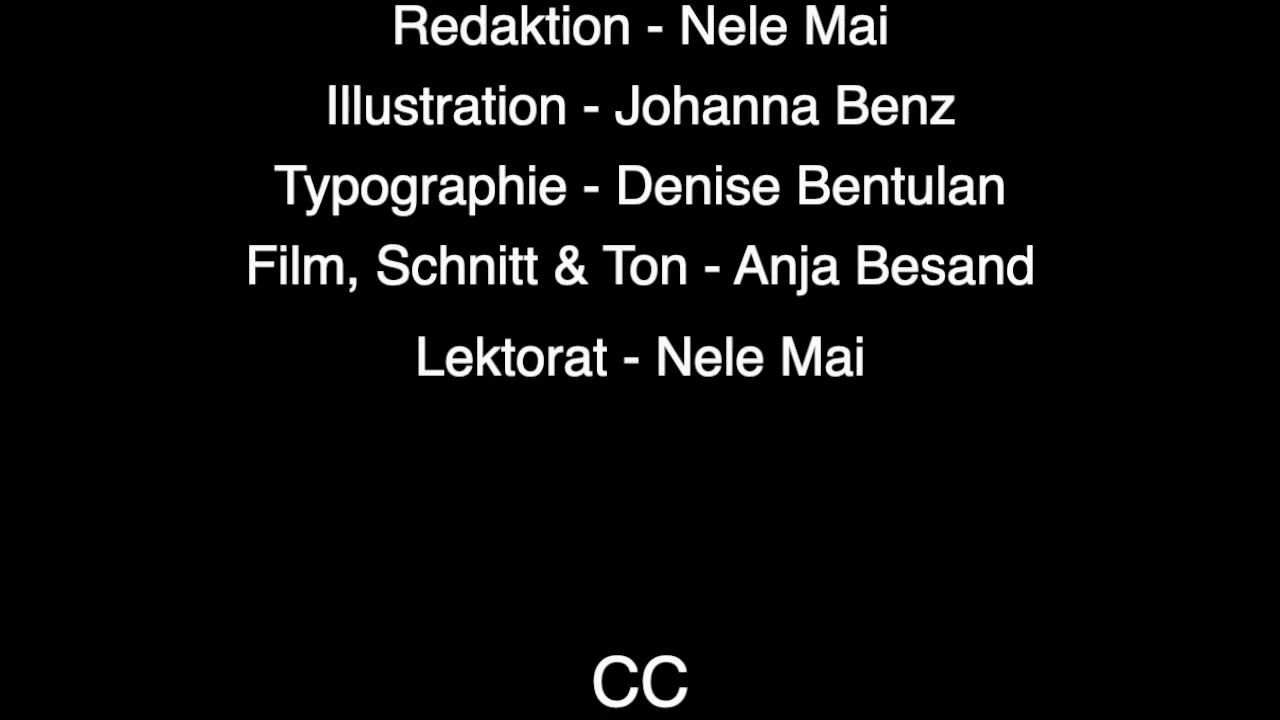 Redaktion - Nele Mai
Illustration - Johanna Benz
Typographie - Denise Bentulan
Film, Schnitt & Ton - Anja Besand
Lektorat - Nele Mai
CC